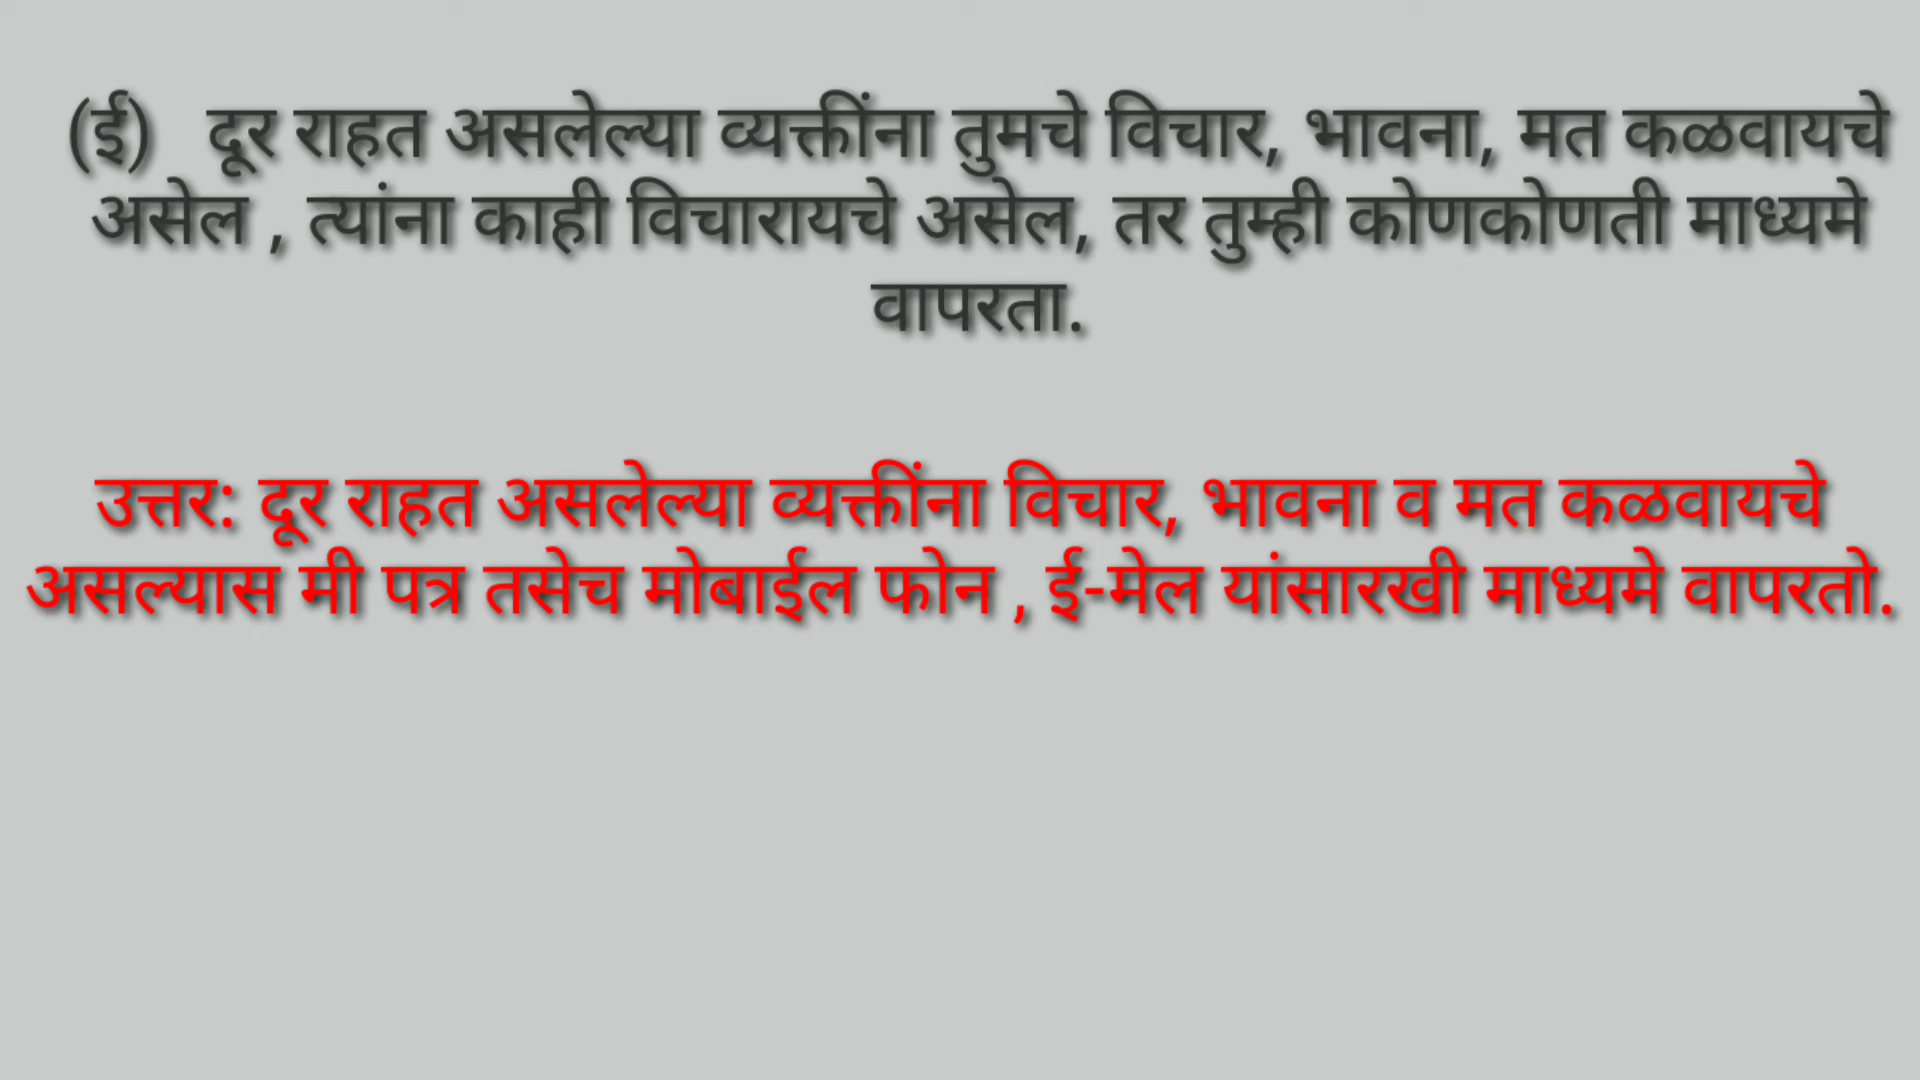 (ई) दूर राहत असलेल्या व्यक्तींना तुमचे विचार, भावना, मत कळवायचे
असेल , त्यांना काही विचारायचे असेल, तर तुम्ही कोणकोणती माध्यमे
वापरता.
उत्तर: दूर राहत असलेल्या व्यक्तींना विचार, भावना व मत कळवायचे
असल्यास मी पत्र तसेच मोबाईल फोन , ई-मेल यांसारखी माध्यमे वापरतो.